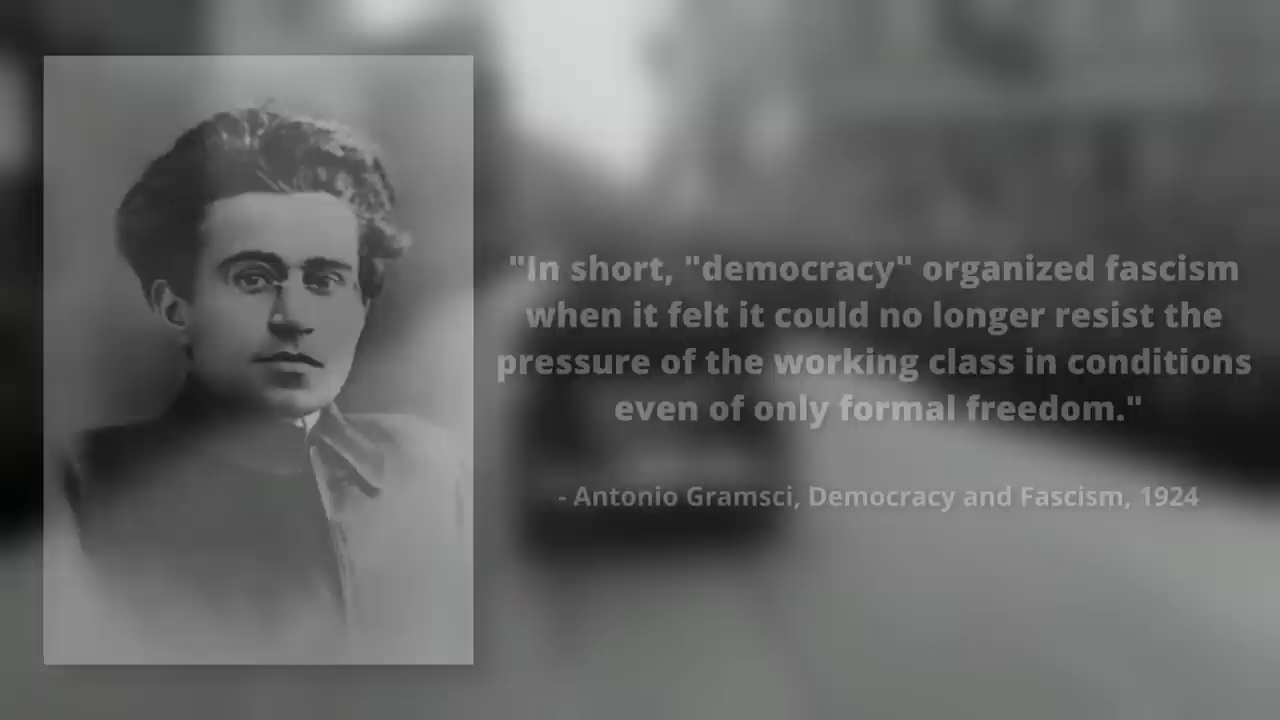 "In short, "democracy" organized fascism
when it felt it could no longer resist the
pressure of the working class in conditions
even of only formal freedom."
- Antonio Gramsci, Democracy and Fascism, 1924